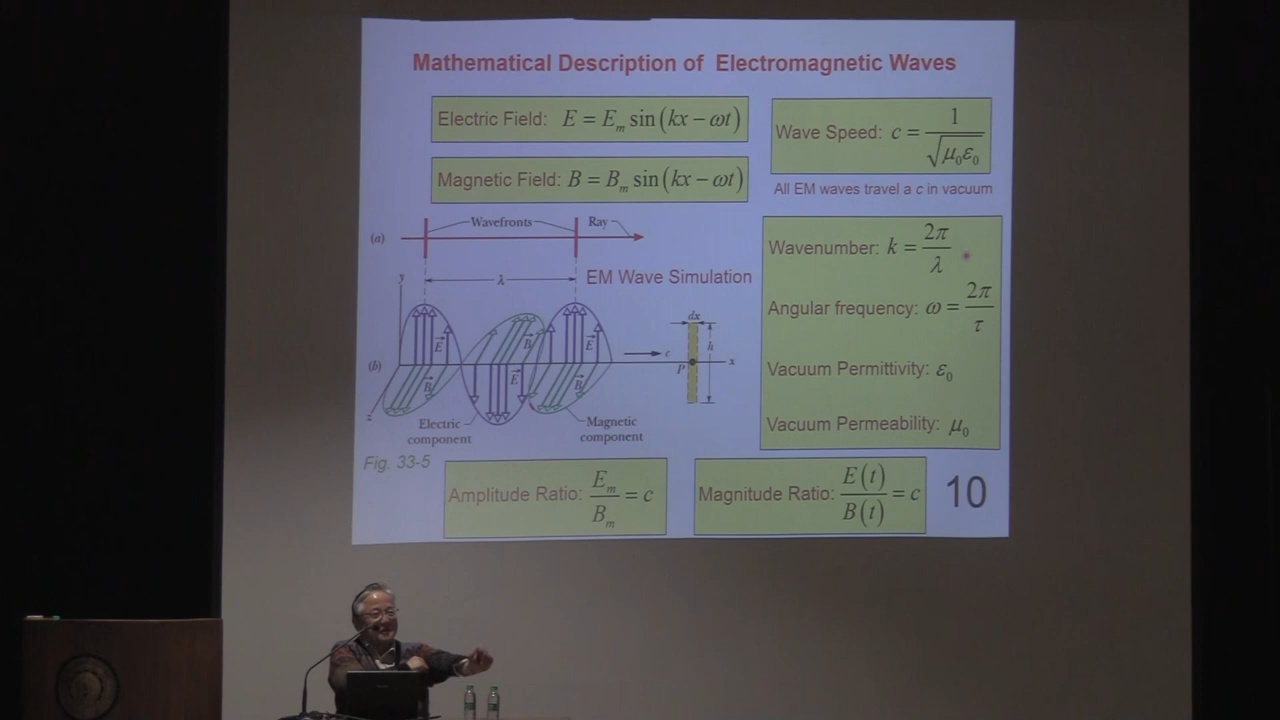 Mathematical Description of Electromagnetic Waves
Electric Field: E = E_m sin(kx − ωt)
Wave Speed: c = 1/√(μ₀ε₀)
Magnetic Field: B = B_m sin(kx − ωt)
All EM waves travel a c in vacuum
(a) Wavefronts Ray
Wavenumber: k = 2π/λ
y λ EM Wave Simulation
Angular frequency: ω = 2π/τ
dx
E B E h
c
(b) P x
B E B
Vacuum Permittivity: ε₀
z
Electric component
Magnetic component
Vacuum Permeability: μ₀
Fig. 33-5
Amplitude Ratio: E_m/B_m = c
Magnitude Ratio: E(t)/B(t) = c
10